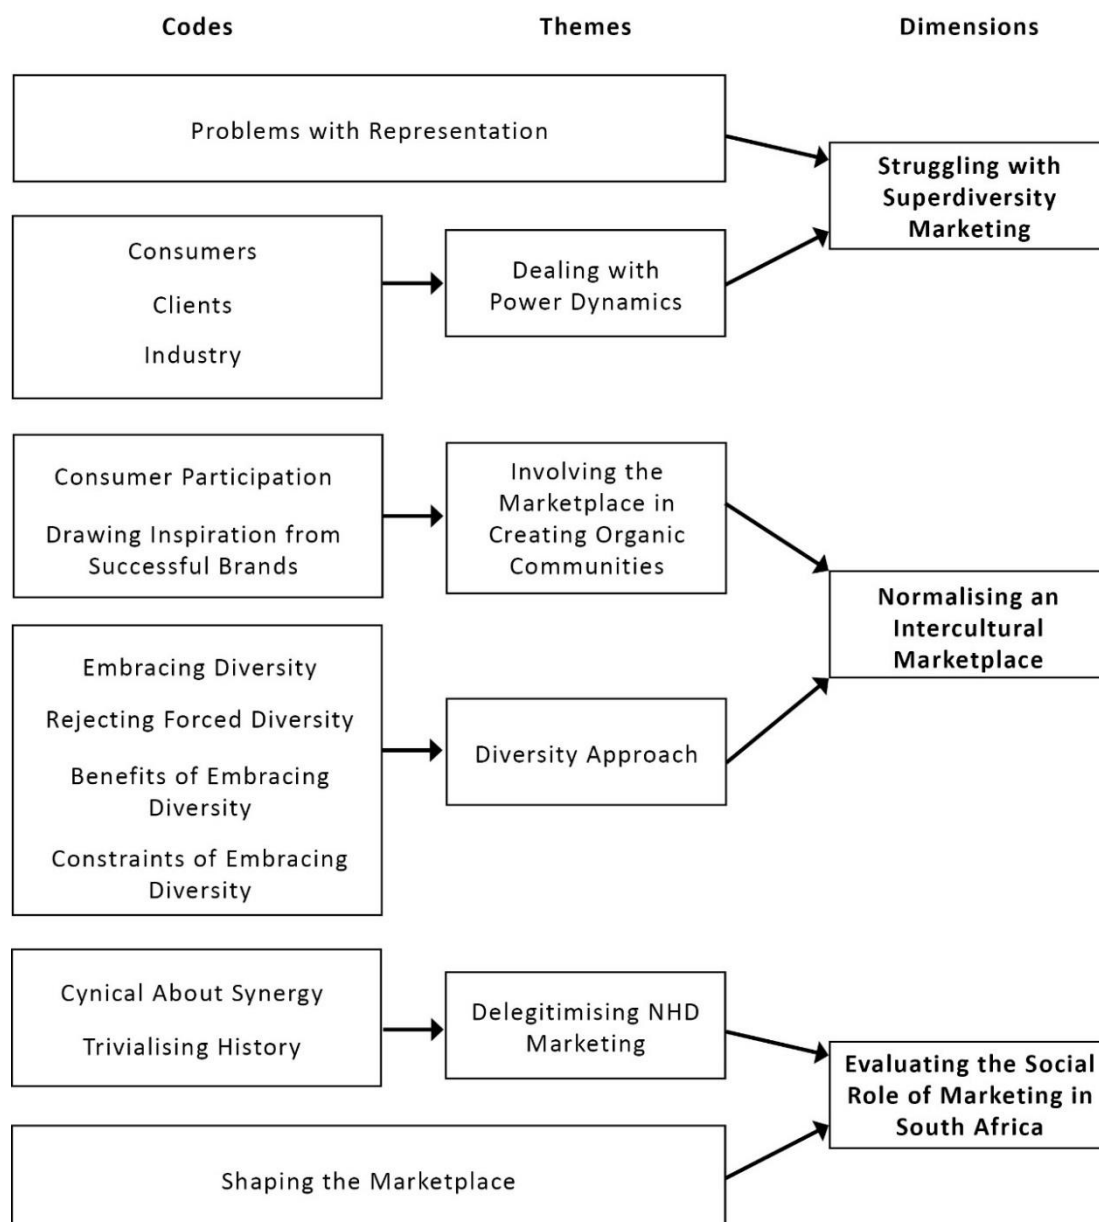 Codes
Themes
Dimensions
Problems with Representation
Struggling with
Superdiversity
Marketing
Consumers
Clients
Industry
Dealing with
Power Dynamics
Consumer Participation
Drawing Inspiration from
Successful Brands
Involving the
Marketplace in
Creating Organic
Communities
Normalising an
Intercultural
Marketplace
Embracing Diversity
Rejecting Forced Diversity
Benefits of Embracing
Diversity
Constraints of Embracing
Diversity
Diversity Approach
Cynical About Synergy
Trivialising History
Delegitimising NHD
Marketing
Evaluating the Social
Role of Marketing in
South Africa
Shaping the Marketplace